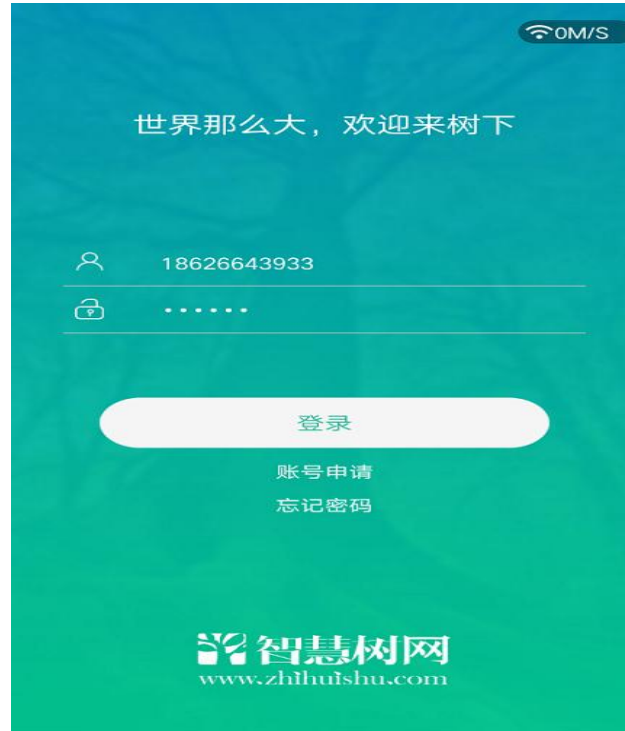 0M/S
世界那么大，欢迎来树下
18626643933
······
登录
账号申请
忘记密码
智慧树网
www.zhihuishu.com